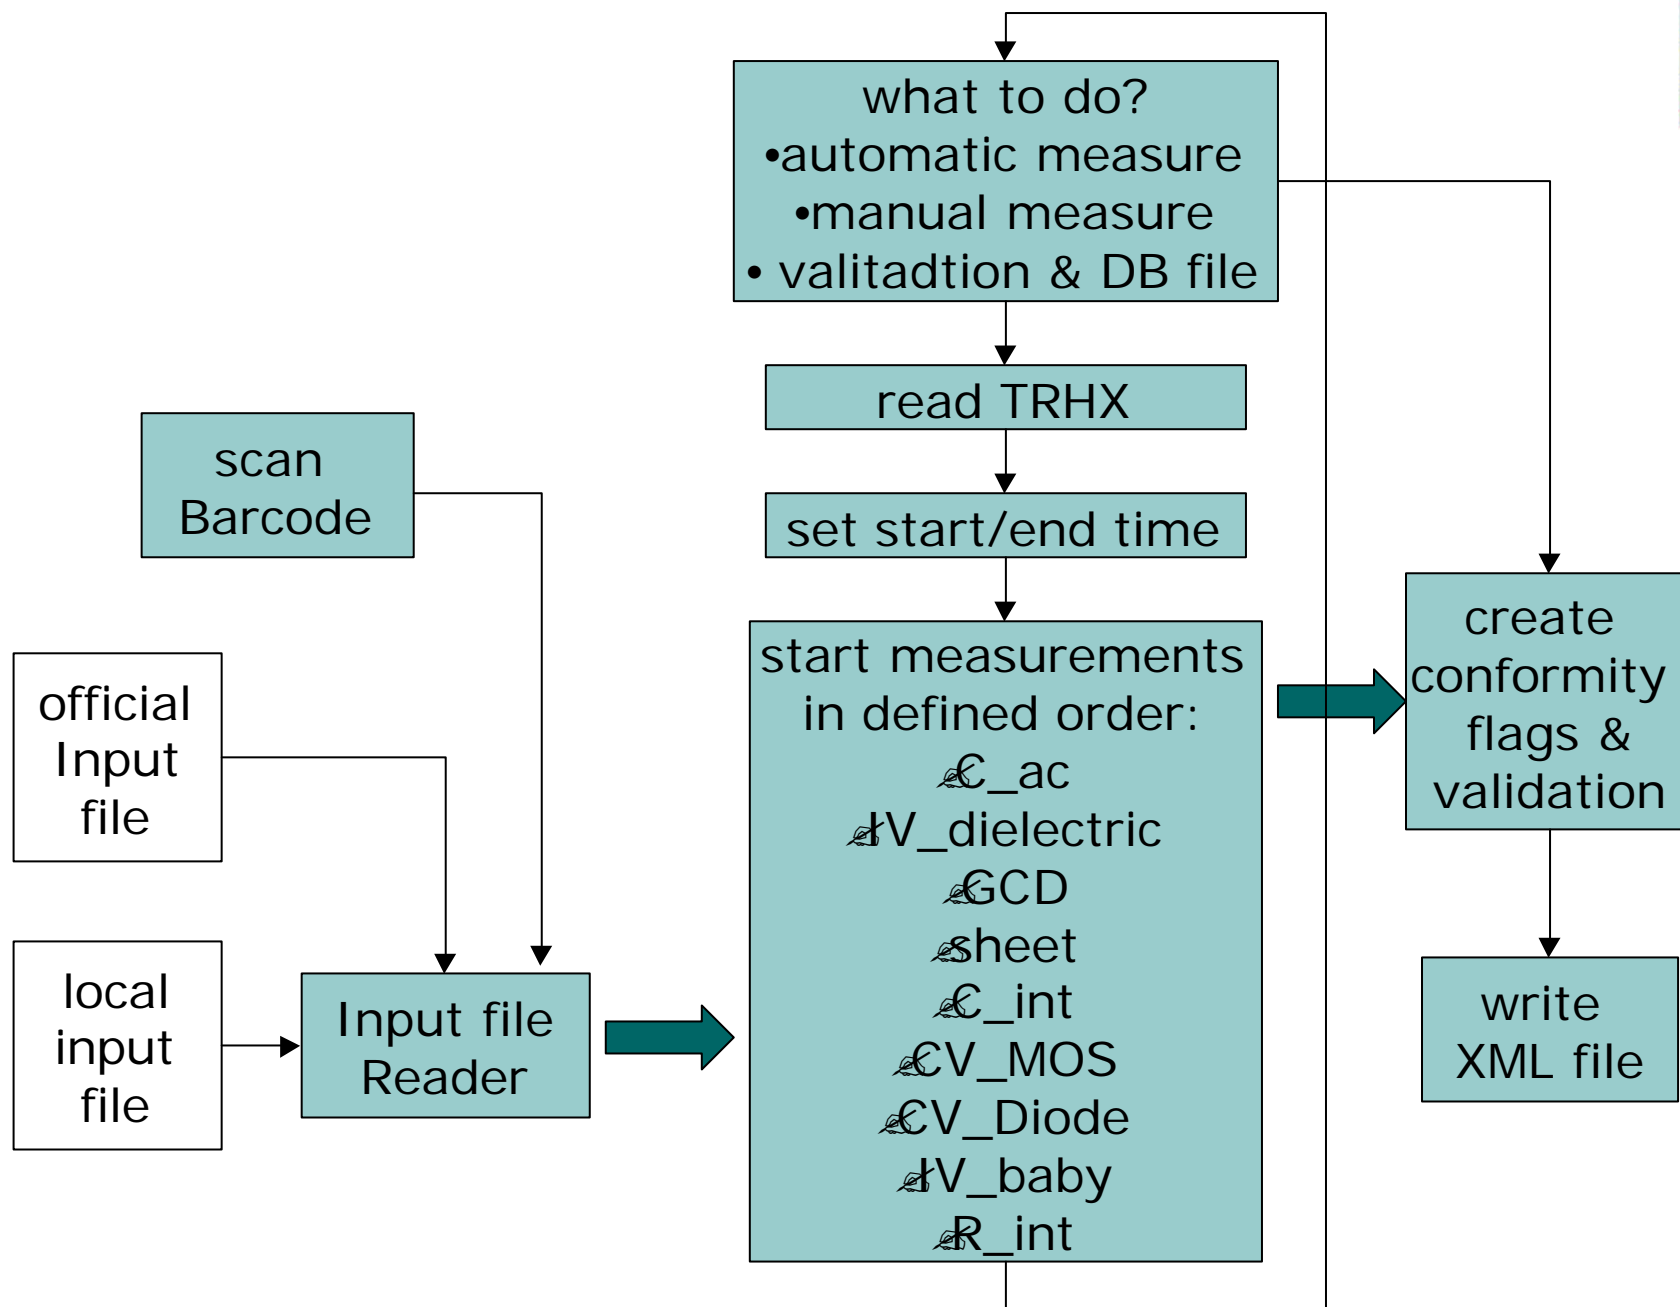 what to do?
•automatic measure
•manual measure
• valitadtion & DB file
read TRHX
set start/end time
scan
Barcode
official
Input
file
local
input
file
Input file
Reader
start measurements
in defined order:
C_ac
IV_dielectric
GCD
sheet
C_int
CV_MOS
CV_Diode
IV_baby
R_int
create
conformity
flags &
validation
write
XML file